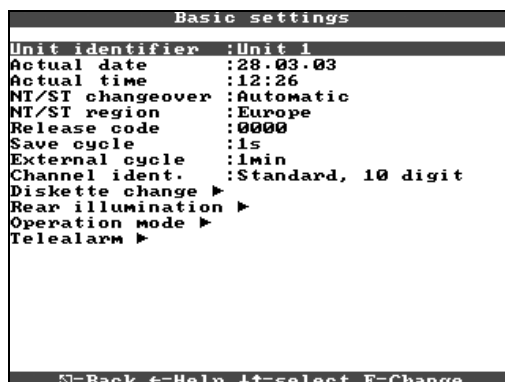 Basic settings
Unit identifier :Unit 1
Actual date :28.03.03
Actual time :12:26
NT/ST changeover :Automatic
NT/ST region :Europe
Release code :0000
Save cycle :1s
External cycle :1min
Channel ident. :Standard, 10 digit
Diskette change ▶
Rear illumination ▶
Operation mode ▶
Telealarm ▶
=Back ←=Help ↓↑=select E=Change